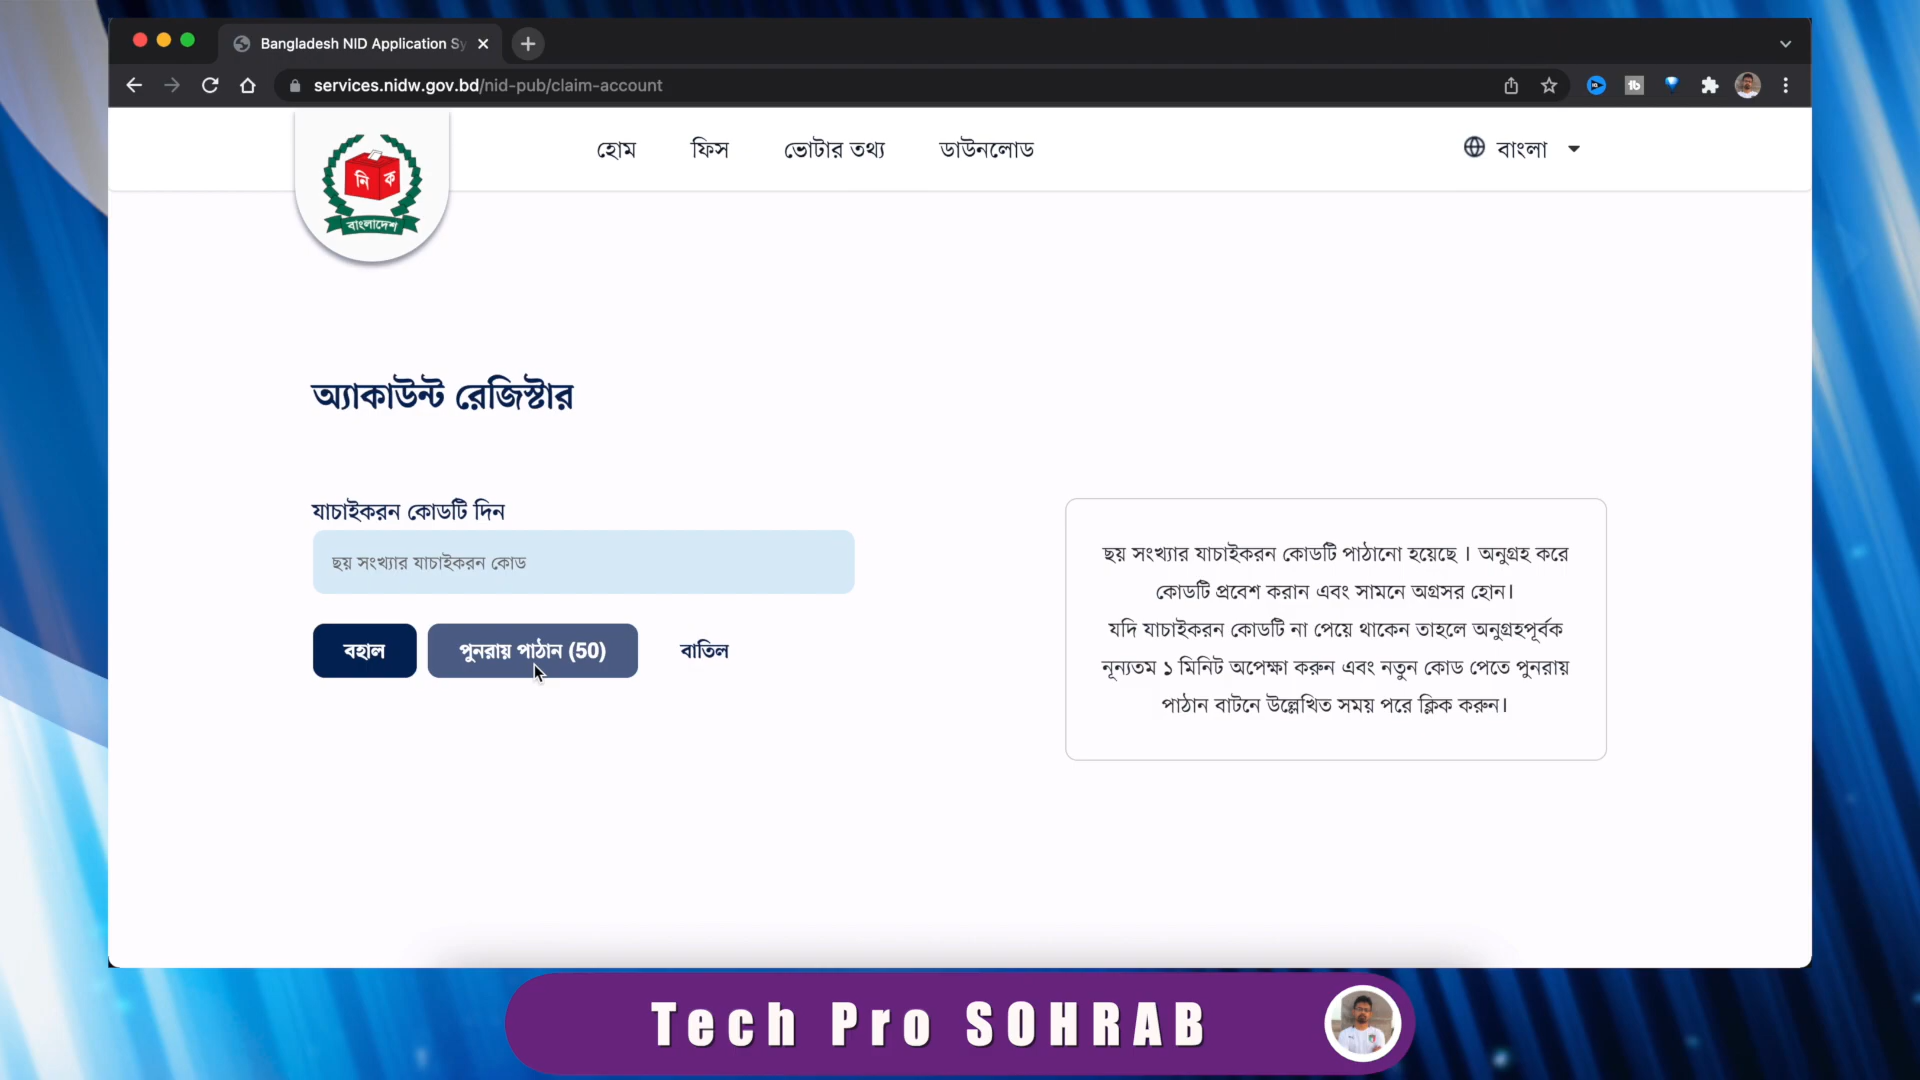 Bangladesh NID Application Sy
services.nidw.gov.bd/nid-pub/claim-account
হোম ফিস ভোটার তথ্য ডাউনলোড বাংলা
নি ক
বাংলাদেশ
অ্যাকাউন্ট রেজিস্টার
যাচাইকরন কোডটি দিন
ছয় সংখ্যার যাচাইকরন কোড
বহাল পুনরায় পাঠান (50) বাতিল
ছয় সংখ্যার যাচাইকরন কোডটি পাঠানো হয়েছে । অনুগ্রহ করে
কোডটি প্রবেশ করান এবং সামনে অগ্রসর হোন।
যদি যাচাইকরন কোডটি না পেয়ে থাকেন তাহলে অনুগ্রহপূর্বক
নূন্যতম ১ মিনিট অপেক্ষা করুন এবং নতুন কোড পেতে পুনরায়
পাঠান বাটনে উল্লেখিত সময় পরে ক্লিক করুন।
Tech Pro SOHRAB